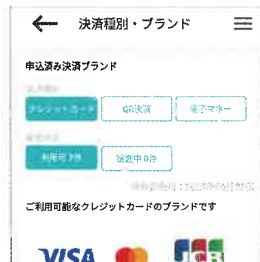 決済種別・ブランド
申込済み決済ブランド
クレジットカード QR決済 電子マネー
審査中 0件
ご利用可能なクレジットカードのブランドです
VISA JCB